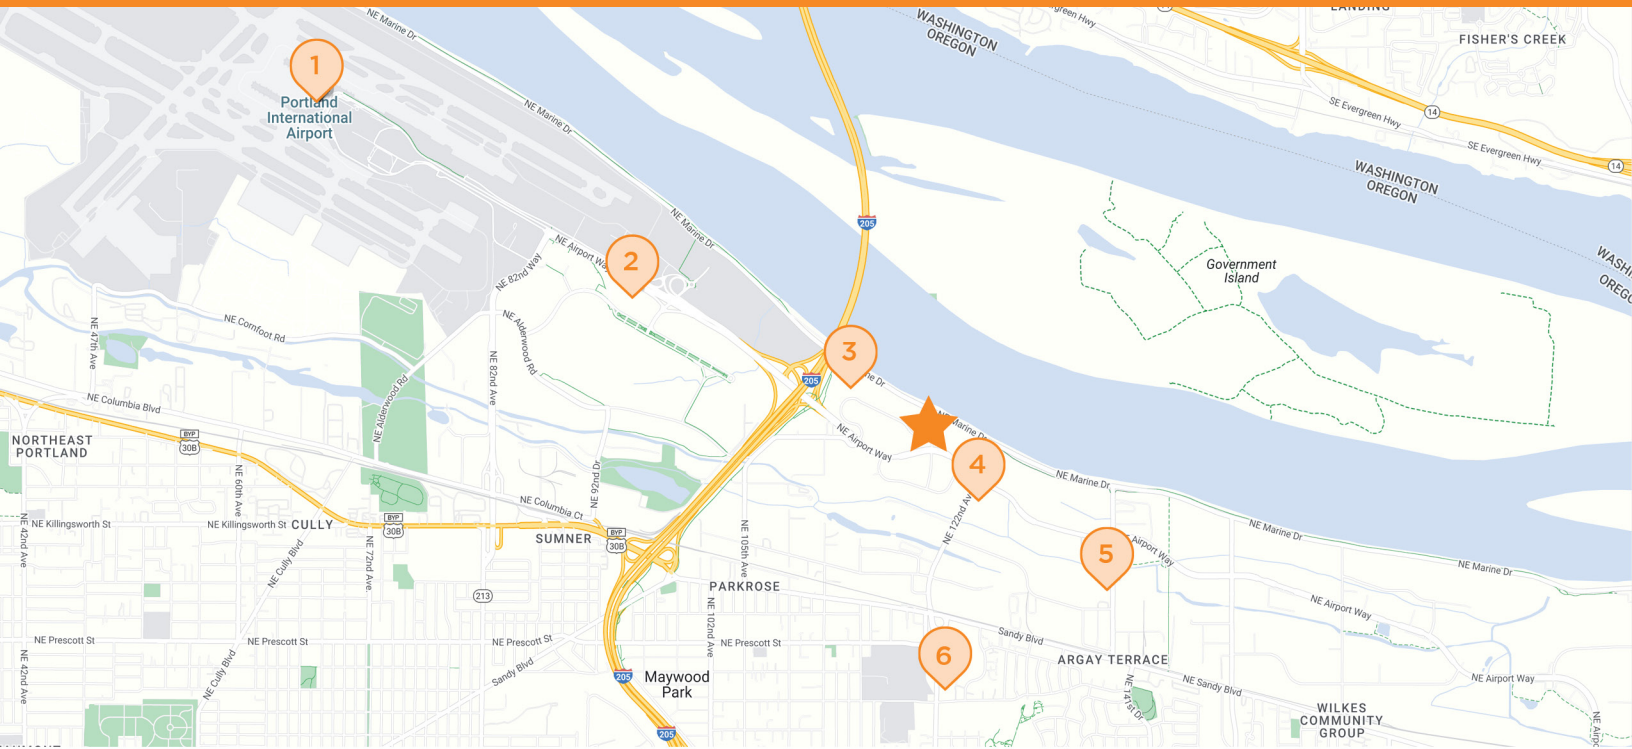 NE Marine Dr
WASHINGTON
OREGON
Evergreen Hwy
LANDING
FISHER'S CREEK
1
Portland
International
Airport
NE Marine Dr
SE Evergreen Hwy
14
SE Evergreen Hwy
14
WASHINGTON
OREGON
NE Marine Dr
205
NE Airport Way
2
NE 82nd Way
Government
Island
NE Cornfoot Rd
NE 47th Ave
NE Alderwood Rd
NE 82nd Ave
3
205
NE Alderwood Rd
NE Columbia Blvd
NE Marine Dr
NE Airport Way
NORTHEAST
PORTLAND
BYP
30B
4
NE 60th Ave
NE 92nd Dr
NE Marine Dr
NE Columbia Ct
NE Killingsworth St
NE Killingsworth St
CULLY
BYP
30B
SUMNER
BYP
30B
NE 105th Ave
NE 122nd Av
NE Marine Dr
NE 42nd Ave
NE Cully Blvd
NE 72nd Ave
5
Airport Way
NE Marine Dr
213
PARKROSE
NE Airport Way
NE Prescott St
NE Prescott St
NE Prescott St
NE 102nd Ave
NE Prescott St
Sandy Blvd
6
ARGAY TERRACE
NE 42nd Ave
NE Cully Blvd
Sandy Blvd
205
Maywood
Park
NE 141st Dr
NE Sandy Blvd
NE Airport Way
WILKES
COMMUNITY
GROUP
205